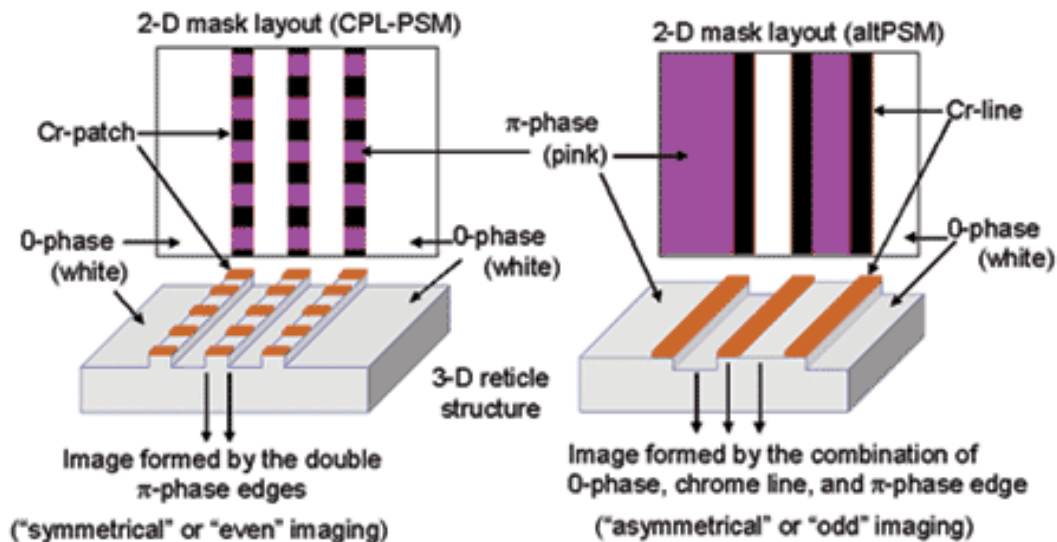 2-D mask layout (CPL-PSM)
2-D mask layout (altPSM)
Cr-patch
π-phase
(pink)
Cr-line
0-phase
(white)
0-phase
(white)
0-phase
(white)
3-D reticle
structure
Image formed by the double
π-phase edges
("symmetrical" or "even" imaging)
Image formed by the combination of
0-phase, chrome line, and π-phase edge
("asymmetrical" or "odd" imaging)